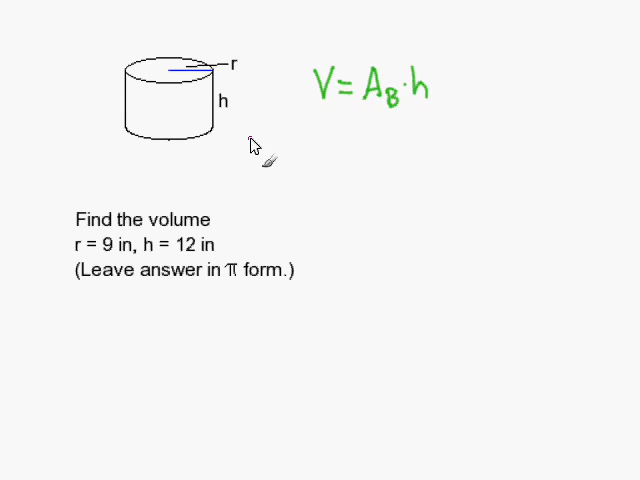 r
h
V = A_B · h
Find the volume
r = 9 in, h = 12 in
(Leave answer in π form.)